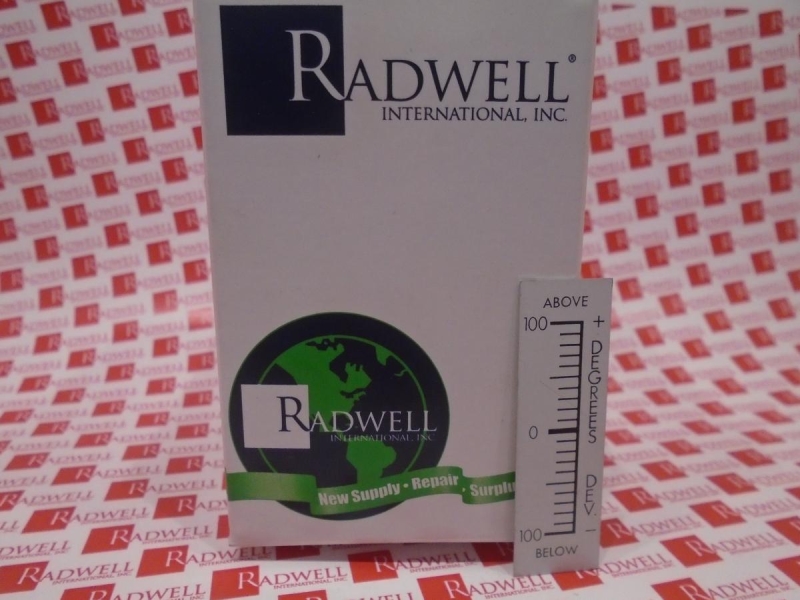 RADWELL®
INTERNATIONAL, INC.
RADWELL
INTERNATIONAL, INC.
New Supply • Repair • Surplu
ABOVE
100
+
DEGREES
0
DEV.
−
100
BELOW